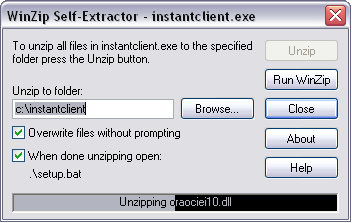 WinZip Self-Extractor - instantclient.exe
To unzip all files in instantclient.exe to the specified
folder press the Unzip button.
Unzip
Run WinZip
Unzip to folder:
c:\instantclient
Browse...
Close
Overwrite files without prompting
About
When done unzipping open:
.\setup.bat
Help
Unzipping oraociei10.dll